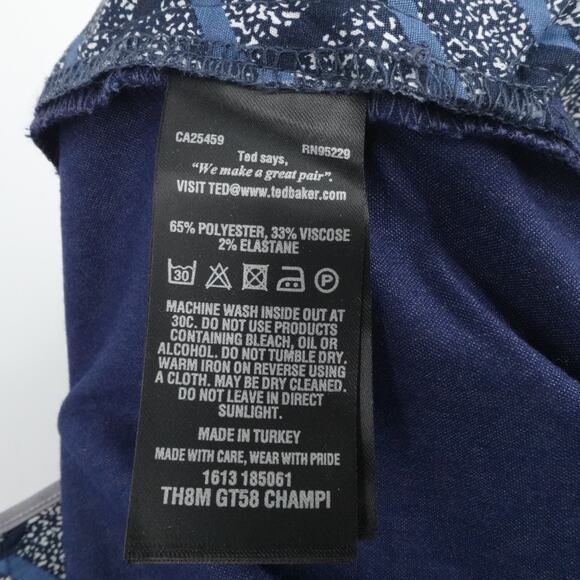 CA25459 RN95229
Ted says,
"We make a great pair".
VISIT TED@www.tedbaker.com
65% POLYESTER, 33% VISCOSE
2% ELASTANE
30 P
MACHINE WASH INSIDE OUT AT
30C. DO NOT USE PRODUCTS
CONTAINING BLEACH, OIL OR
ALCOHOL. DO NOT TUMBLE DRY.
WARM IRON ON REVERSE USING
A CLOTH. MAY BE DRY CLEANED.
DO NOT LEAVE IN DIRECT
SUNLIGHT.
MADE IN TURKEY
MADE WITH CARE, WEAR WITH PRIDE
1613 185061
TH8M GT58 CHAMPI